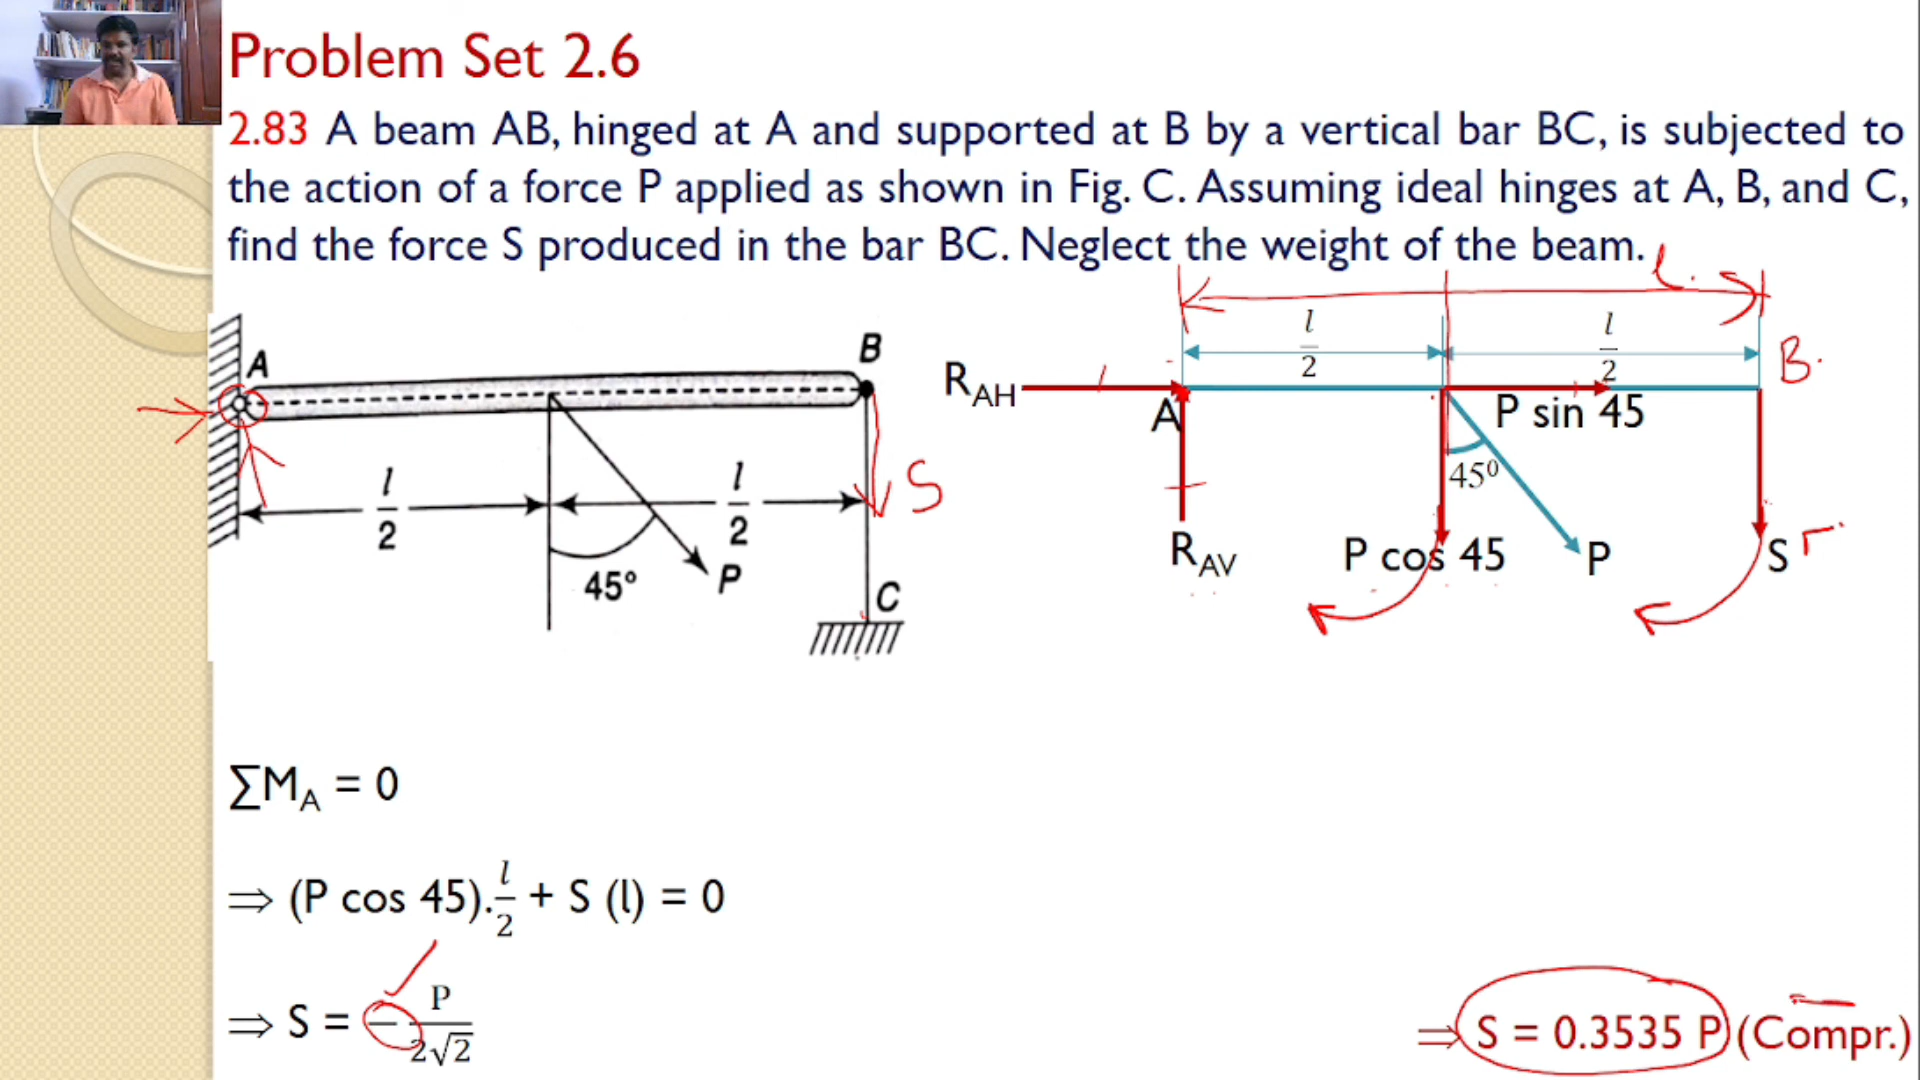 Problem Set 2.6
2.83 A beam AB, hinged at A and supported at B by a vertical bar BC, is subjected to
the action of a force P applied as shown in Fig. C. Assuming ideal hinges at A, B, and C,
find the force S produced in the bar BC. Neglect the weight of the beam.
A
B
l/2
l/2
45°
P
C
S
l
l/2
l/2
B
R_AH
A
P sin 45
45⁰
R_AV
P cos 45
P
S
∑M_A = 0
⇒ (P cos 45).l/2 + S (l) = 0
⇒ S = − P/2√2
⇒ S = 0.3535 P (Compr.)